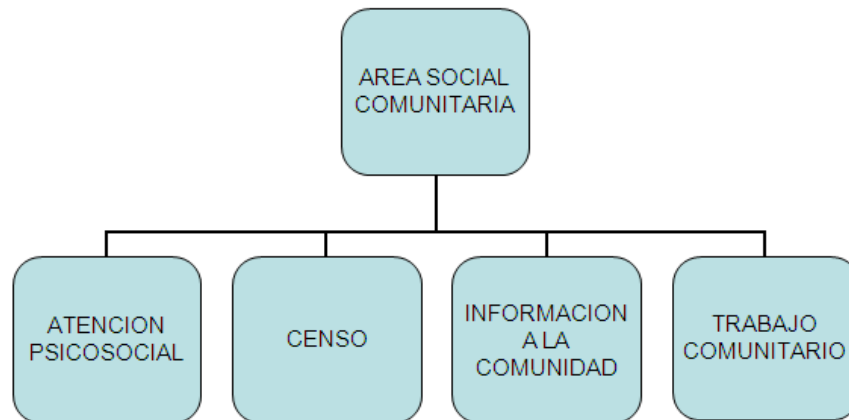 AREA SOCIAL
COMUNITARIA
ATENCION
PSICOSOCIAL
CENSO
INFORMACION
A LA
COMUNIDAD
TRABAJO
COMUNITARIO